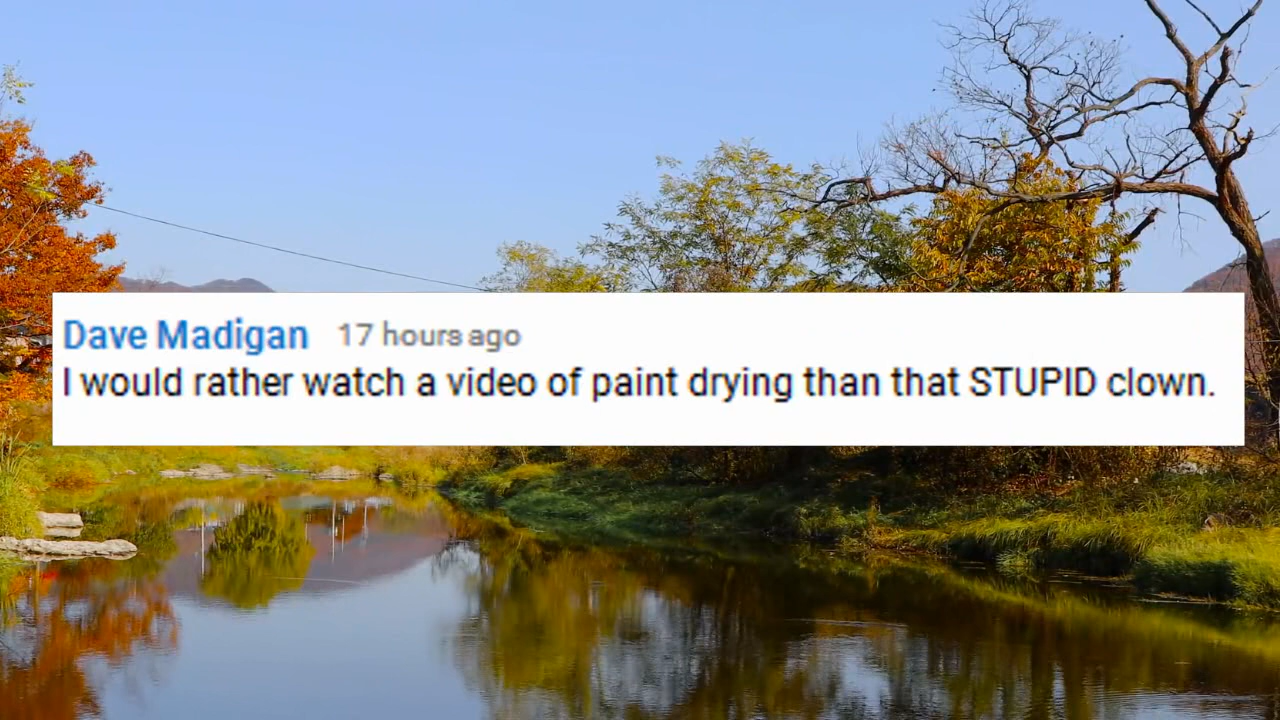 Dave Madigan 17 hours ago
I would rather watch a video of paint drying than that STUPID clown.